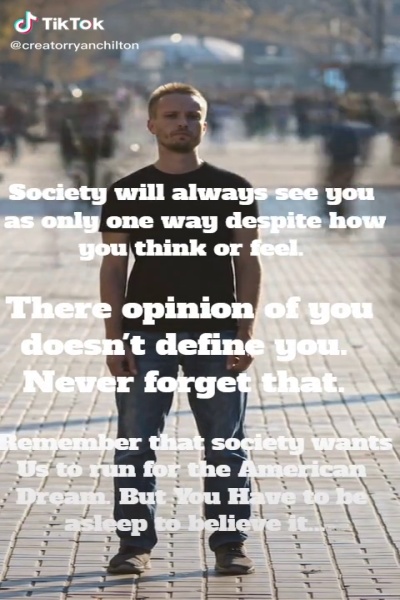 TikTok
@creatorryanchilton
Society will always see you
as only one way despite how
you think or feel.
There opinion of you
doesn't define you.
Never forget that.
Remember that society wants
Us to run for the American
Dream. But You Have to be
asleep to believe it...